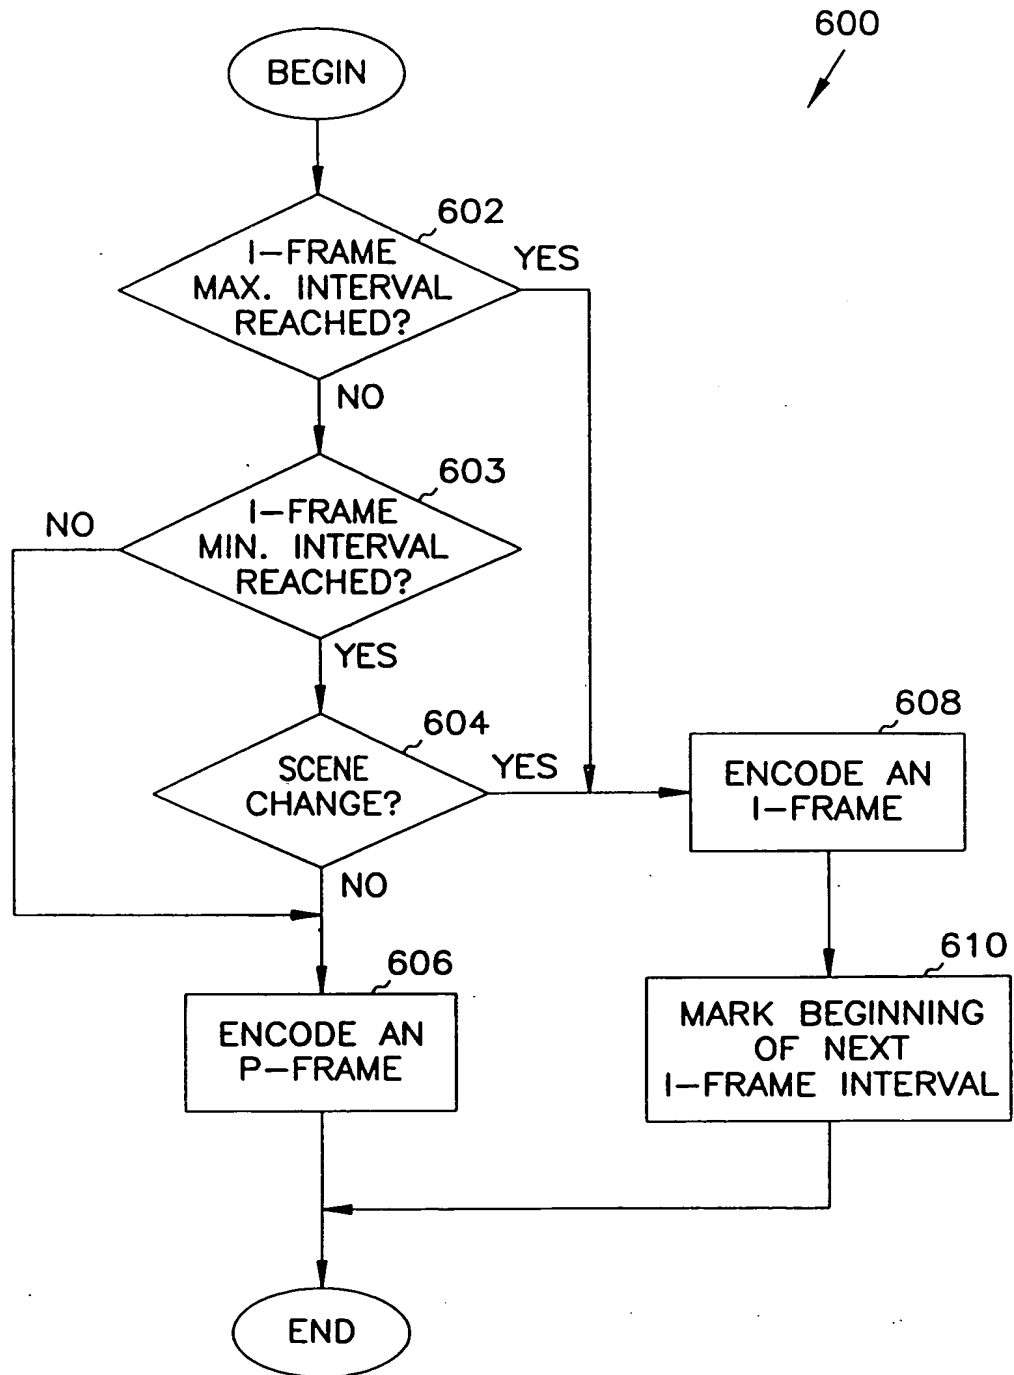 600
BEGIN
602
I-FRAME
MAX. INTERVAL
REACHED?
YES
NO
603
I-FRAME
MIN. INTERVAL
REACHED?
NO
YES
604
SCENE
CHANGE?
YES
NO
608
ENCODE AN
I-FRAME
606
ENCODE AN
P-FRAME
610
MARK BEGINNING
OF NEXT
I-FRAME INTERVAL
END